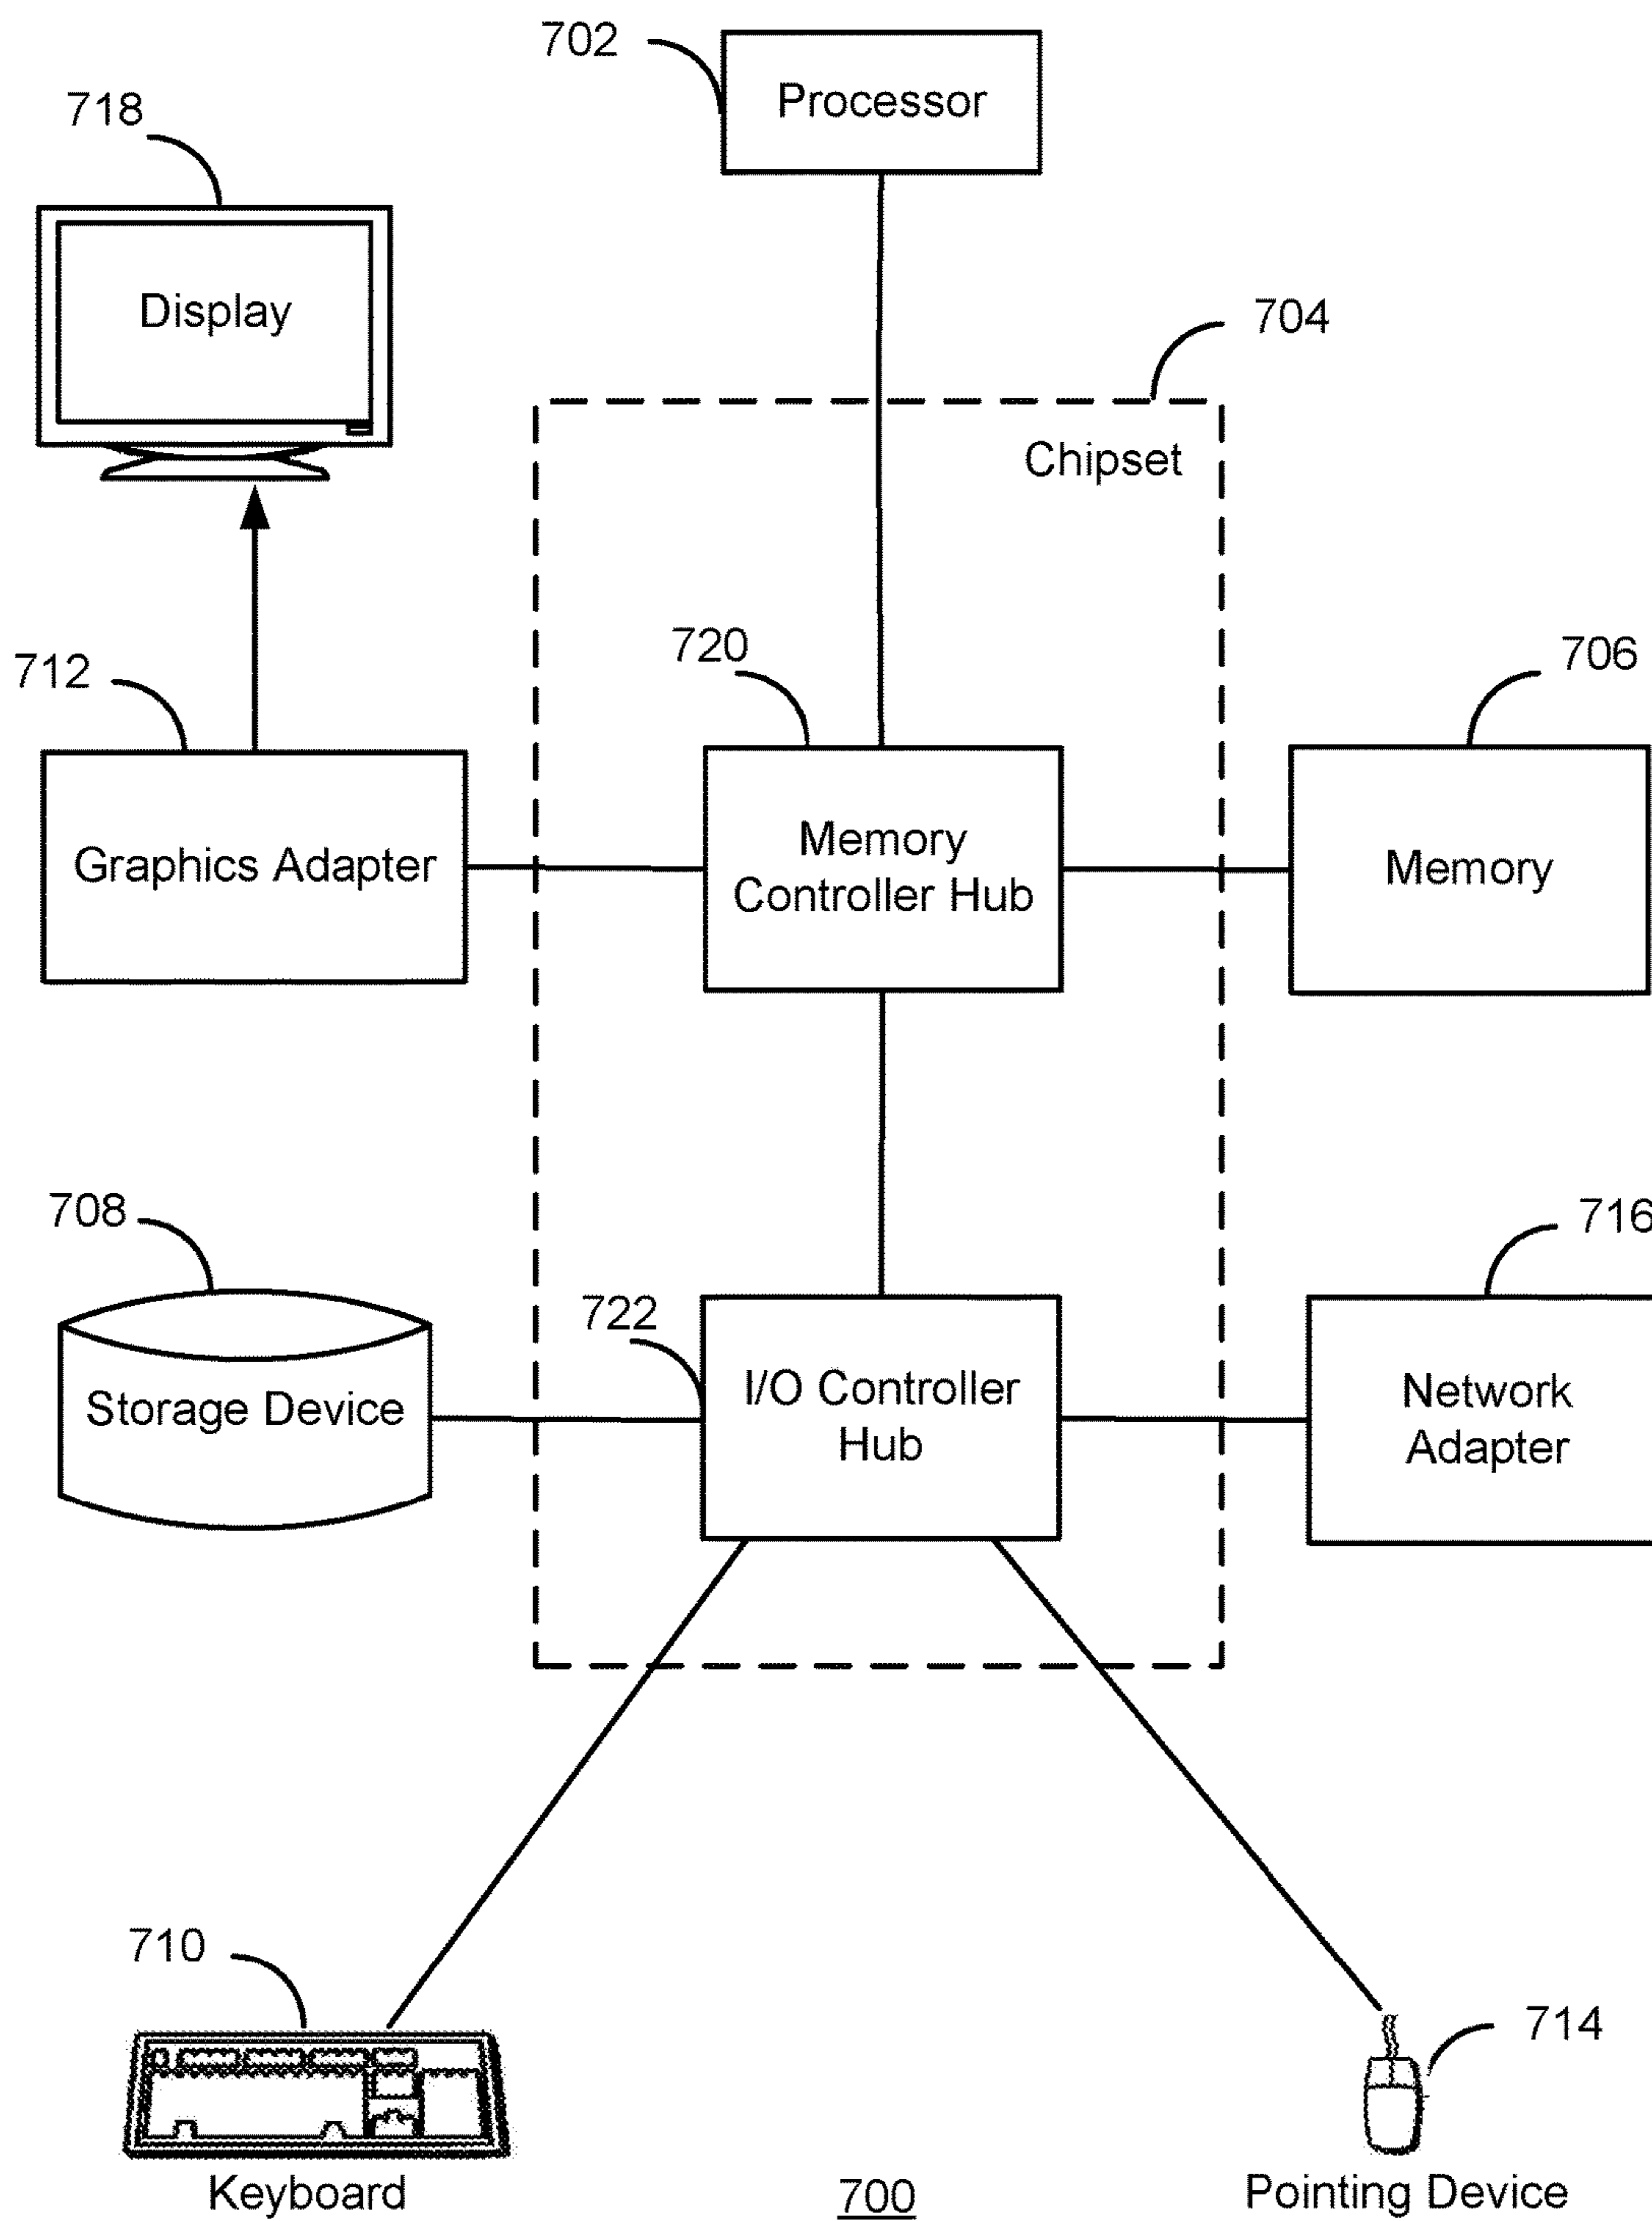 702
Processor
718
Display
704
Chipset
720
706
712
Memory
Controller Hub
Graphics Adapter
Memory
708
716
722
I/O Controller
Hub
Storage Device
Network
Adapter
710
714
Keyboard
700
Pointing Device